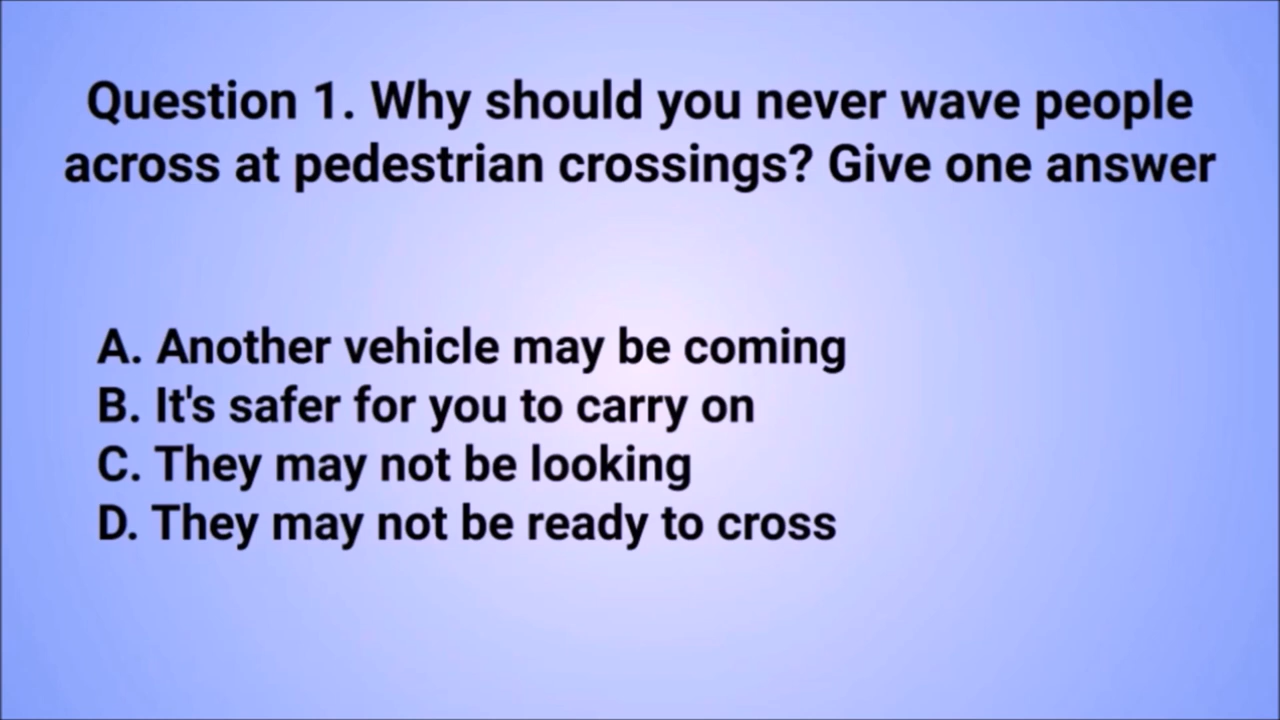 Question 1. Why should you never wave people
across at pedestrian crossings? Give one answer
A. Another vehicle may be coming
B. It's safer for you to carry on
C. They may not be looking
D. They may not be ready to cross